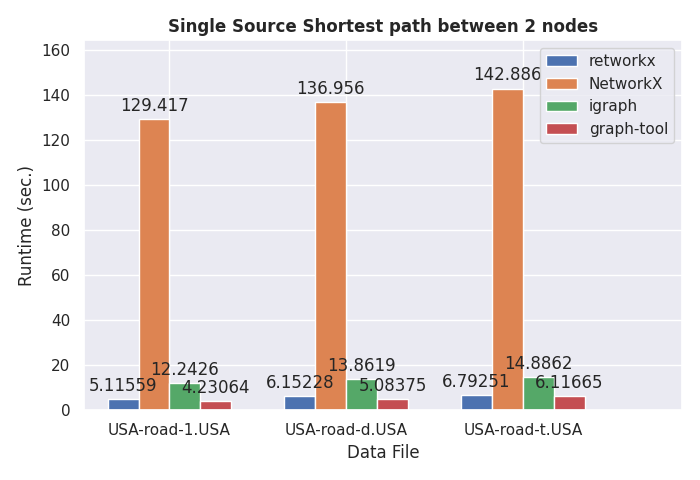 Single Source Shortest path between 2 nodes
160
140
120
100
80
60
40
20
0
Runtime (sec.)
129.417
136.956
142.886
retworkx
NetworkX
igraph
graph-tool
5.11559
12.2426
4.23064
6.15228
13.8619
5.08375
6.79251
14.8862
6.11665
USA-road-1.USA
USA-road-d.USA
USA-road-t.USA
Data File